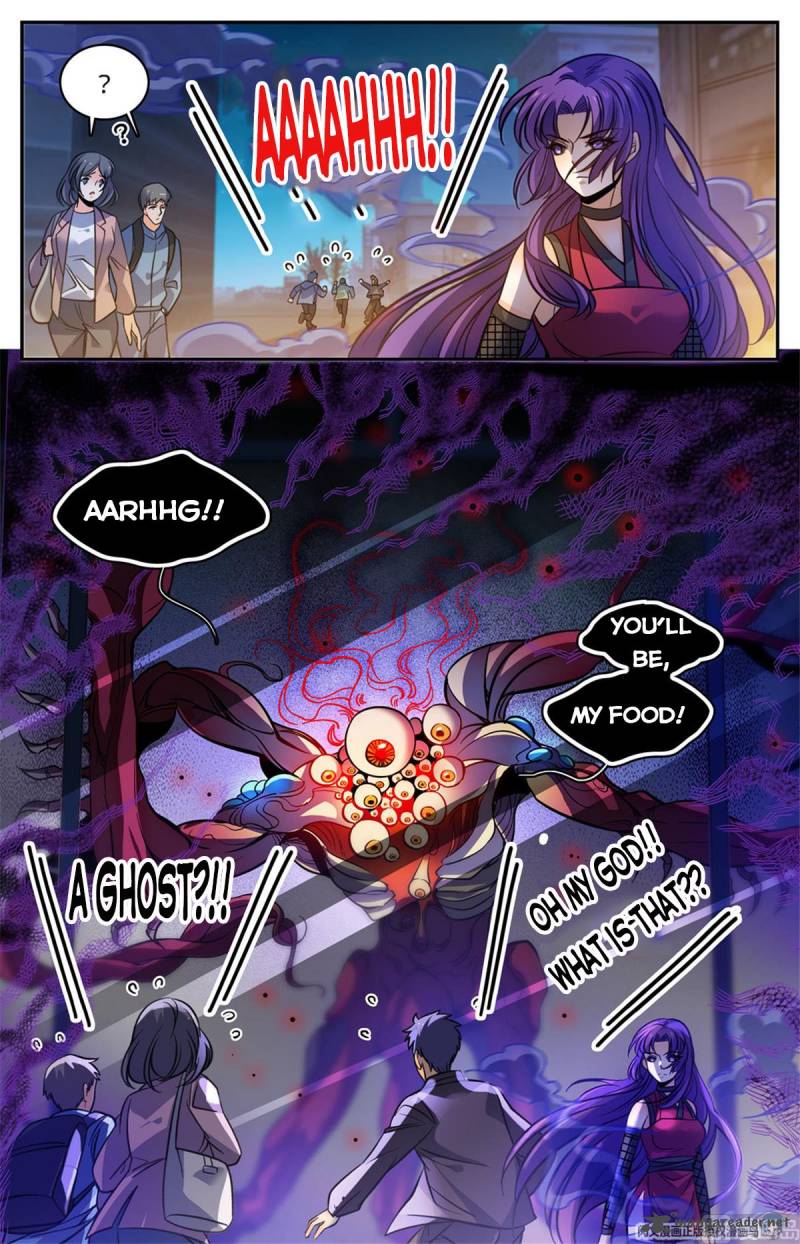 ?
?
AAAAHHH!!
AARHHG!!
YOU'LL
BE,
MY FOOD!
A GHOST?!!
OH MY GOD!!
WHAT IS THAT??